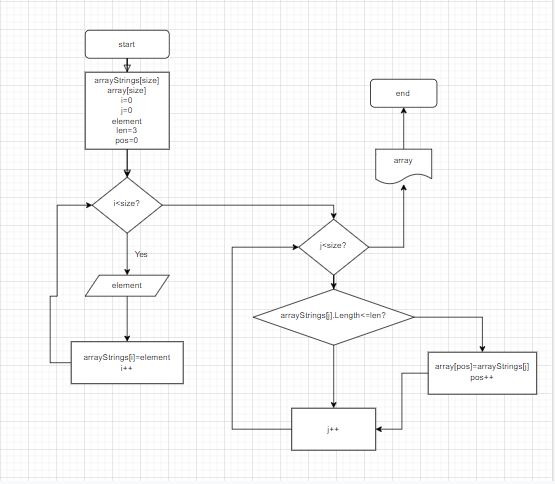 start
arrayStrings[size]
array[size]
i=0
j=0
element
len=3
pos=0
i<size?
Yes
element
arrayStrings[i]=element
i++
end
array
j<size?
arrayStrings[j].Length<=len?
array[pos]=arrayStrings[j]
pos++
j++